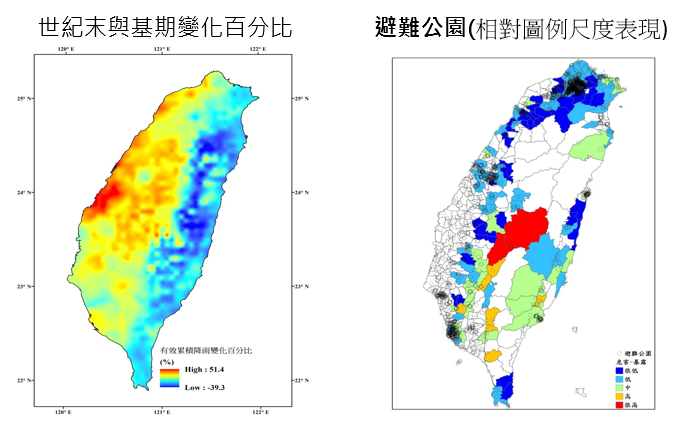 世紀末與基期變化百分比
避難公園(相對圖例尺度表現)
120° E
121° E
122° E
25° N
25° N
24° N
24° N
23° N
23° N
22° N
22° N
有效累積降雨變化百分比
(%)
High : 51.4
Low : -39.3
120° E
121° E
122° E
避難公園
危害-暴露
很低
低
中
高
很高